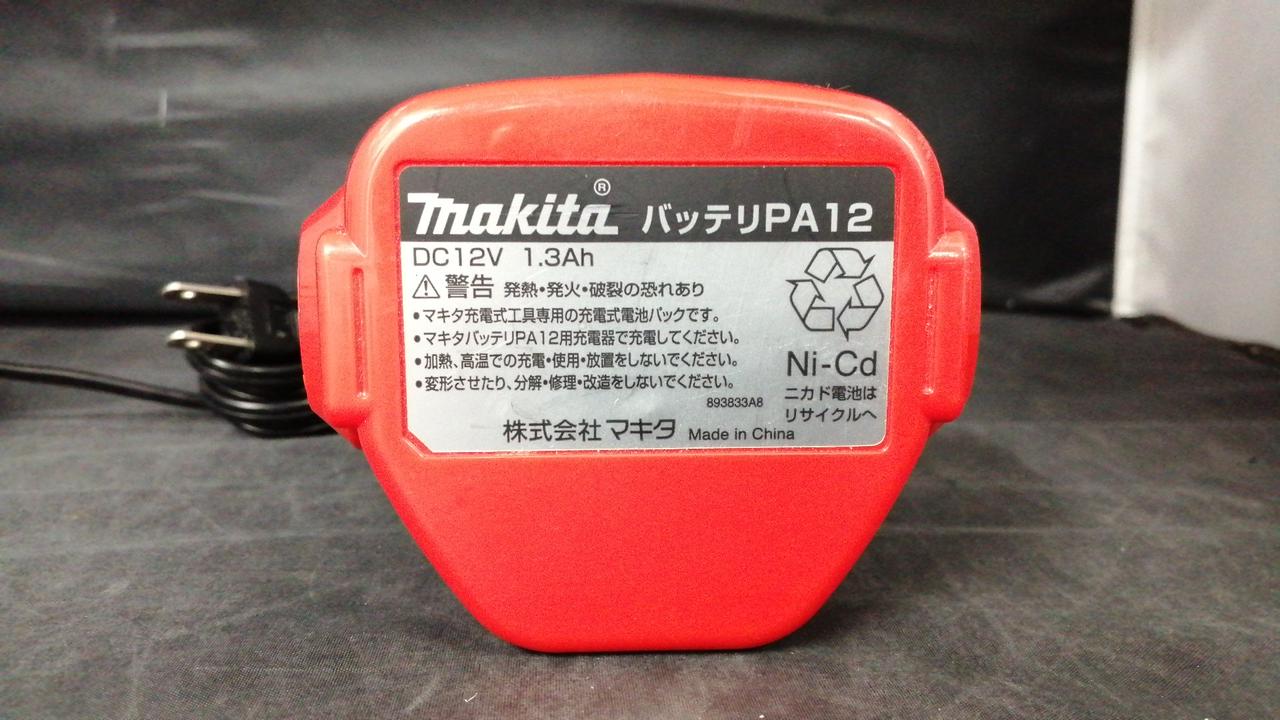 makita® バッテリPA12
DC12V 1.3Ah
⚠警告 発熱・発火・破裂の恐れあり
・マキタ充電式工具専用の充電式電池パックです。
・マキタバッテリPA12用充電器で充電してください。
・加熱、高温での充電・使用・放置をしないでください。
・変形させたり、分解・修理・改造をしないでください。
893833A8
Ni-Cd
ニカド電池は
リサイクルへ
株式会社マキタ Made in China